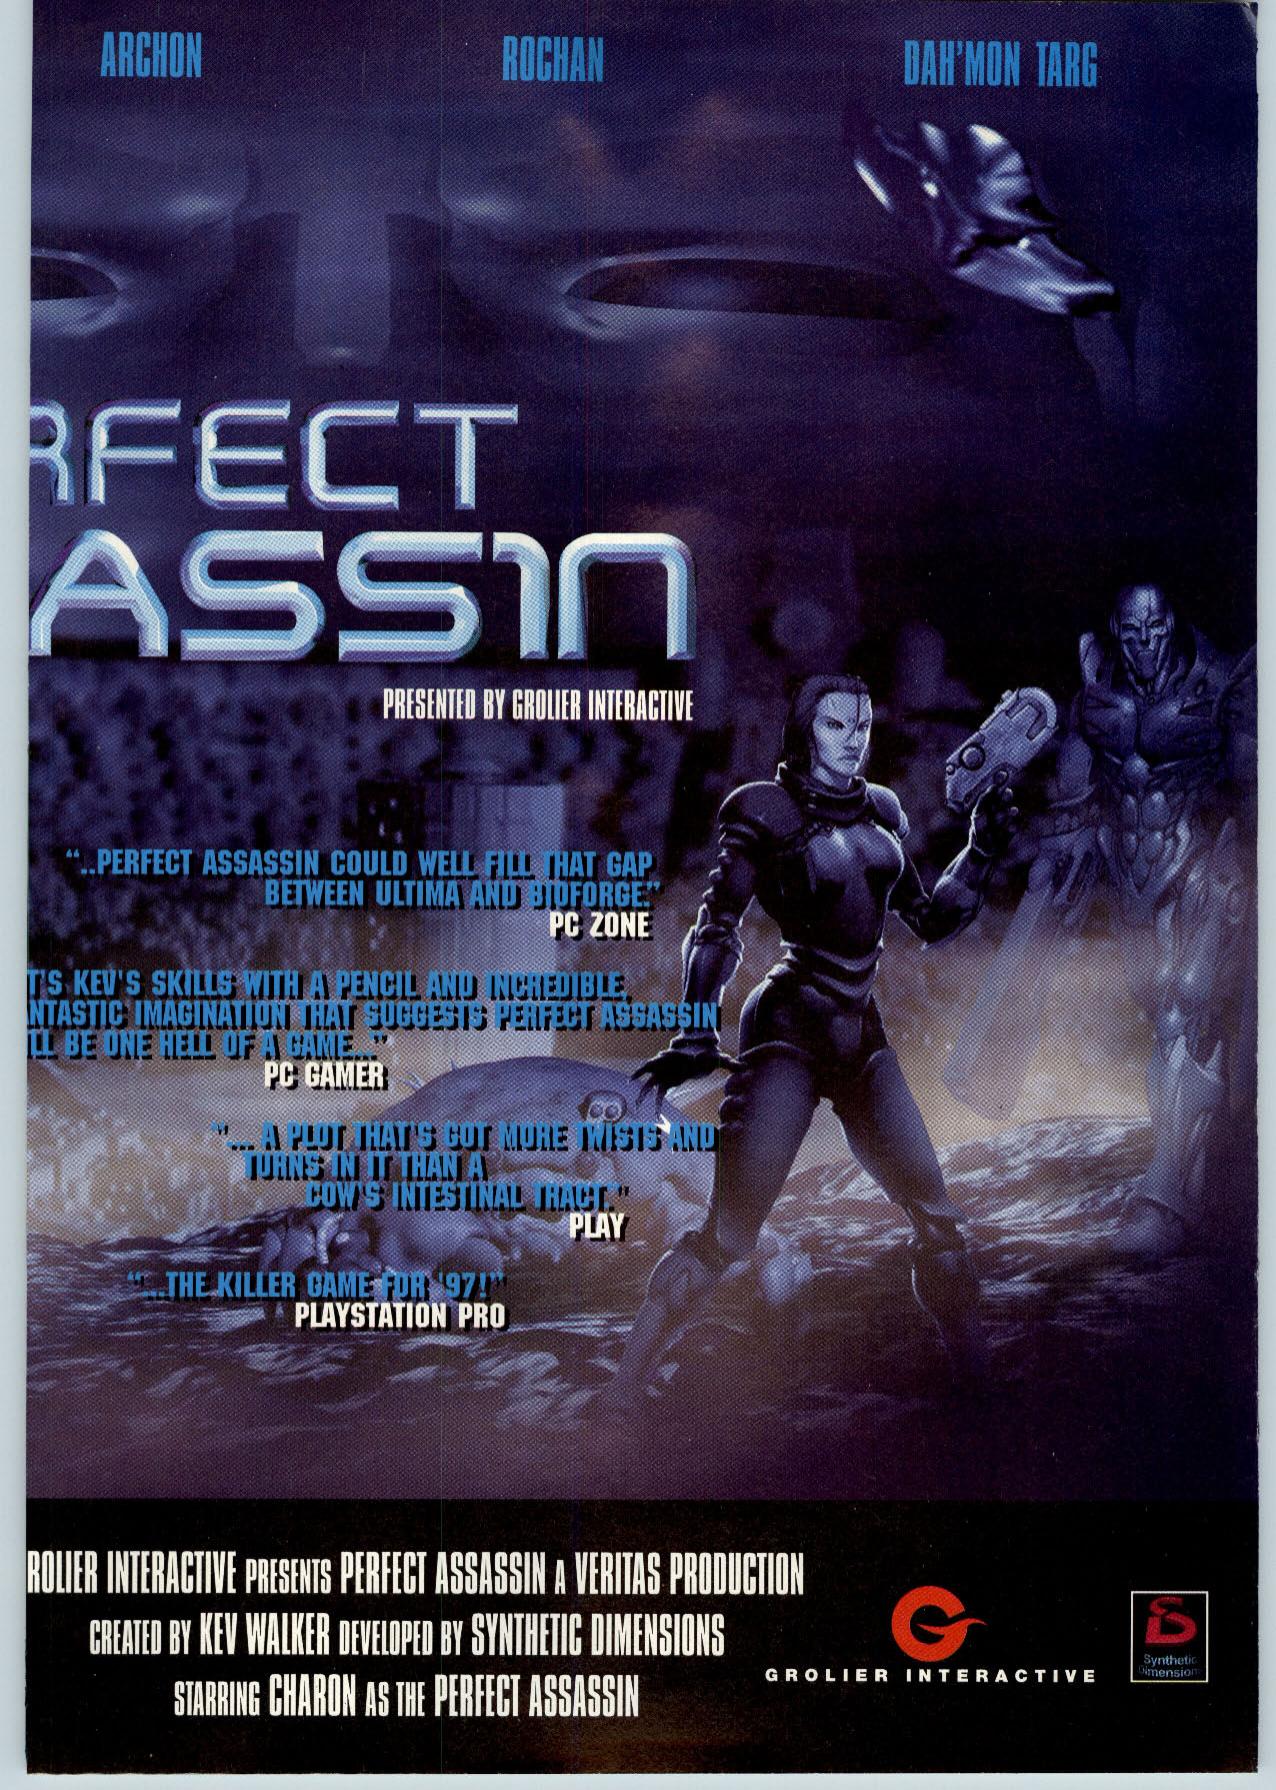 ARCHON ROCHAN DAH'MON TARG
RFECT
ASSIN
PRESENTED BY GROLIER INTERACTIVE
"..PERFECT ASSASSIN COULD WELL FILL THAT GAP
BETWEEN ULTIMA AND BIOFORGE."
PC ZONE
T'S KEV'S SKILLS WITH A PENCIL AND INCREDIBLE,
NTASTIC IMAGINATION THAT SUGGESTS PERFECT ASSASSIN
LL BE ONE HELL OF A GAME..."
PC GAMER
"... A PLOT THAT'S GOT MORE TWISTS AND
TURNS IN IT THAN A
COW'S INTESTINAL TRACT."
PLAY
"...THE KILLER GAME FOR '97!"
PLAYSTATION PRO
ROLIER INTERACTIVE PRESENTS PERFECT ASSASSIN A VERITAS PRODUCTION
CREATED BY KEV WALKER DEVELOPED BY SYNTHETIC DIMENSIONS
STARRING CHARON AS THE PERFECT ASSASSIN
GROLIER INTERACTIVE
Synthetic
Dimensions